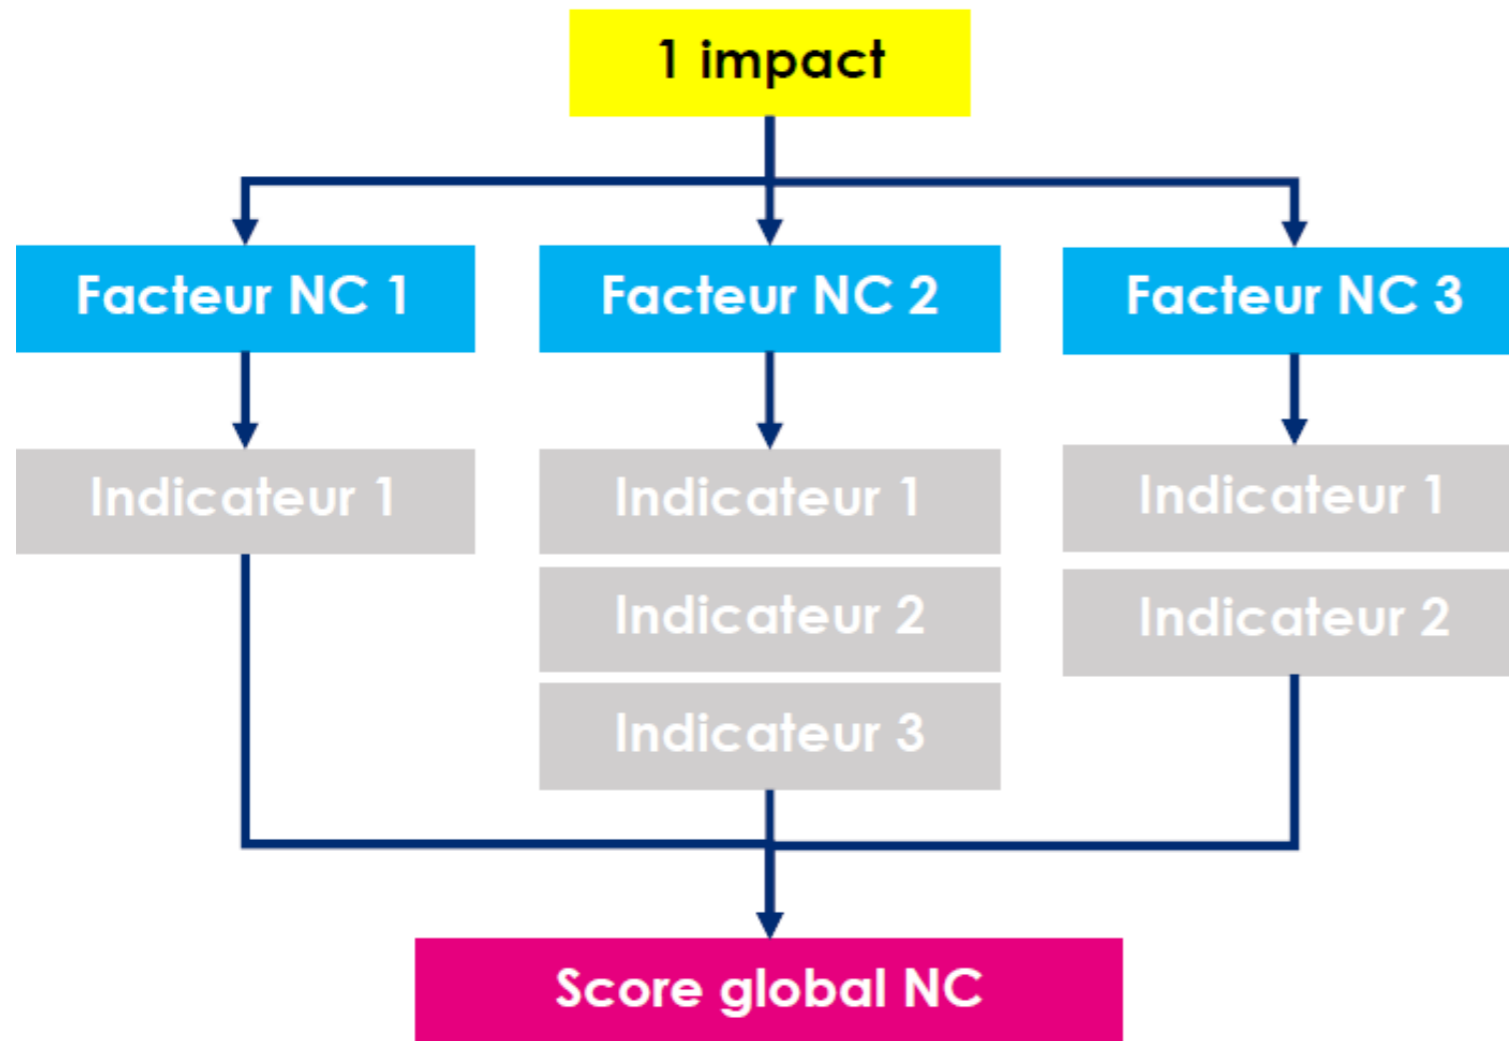 1 impact
Facteur NC 1
Facteur NC 2
Facteur NC 3
Indicateur 1
Indicateur 1
Indicateur 2
Indicateur 3
Indicateur 1
Indicateur 2
Score global NC